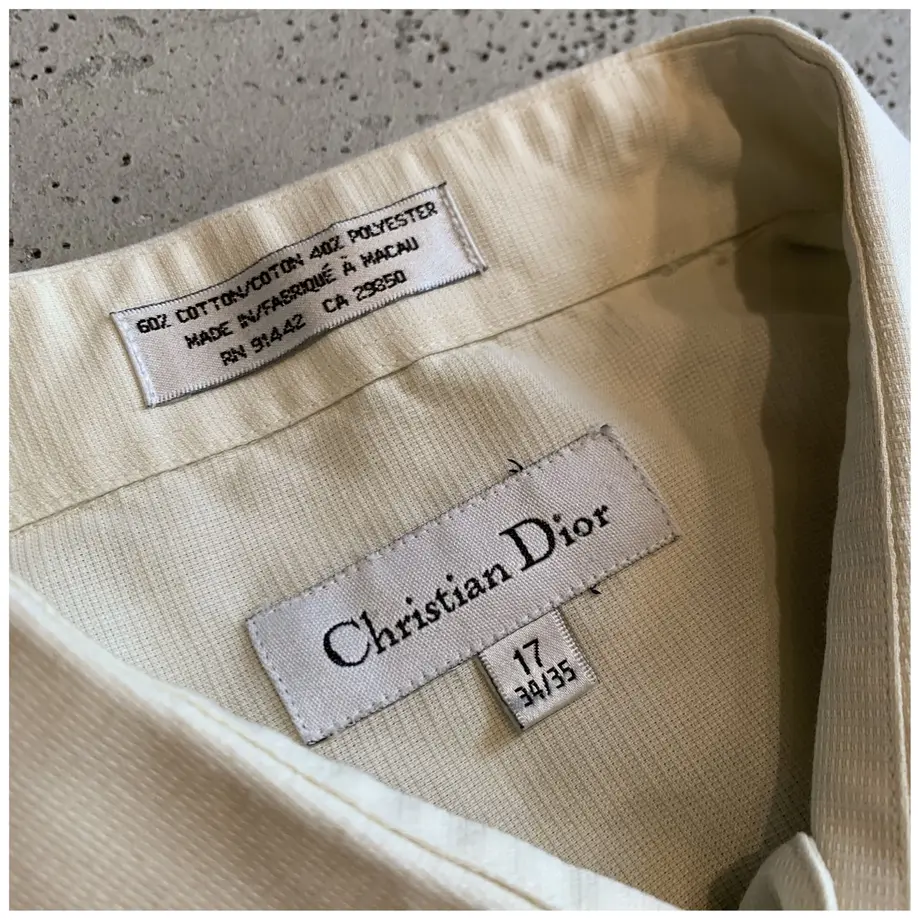 60% COTTON/COTON 40% POLYESTER
MADE IN/FABRIQUÉ À MACAU
RN 91442 CA 29850
Christian Dior
17
34/35